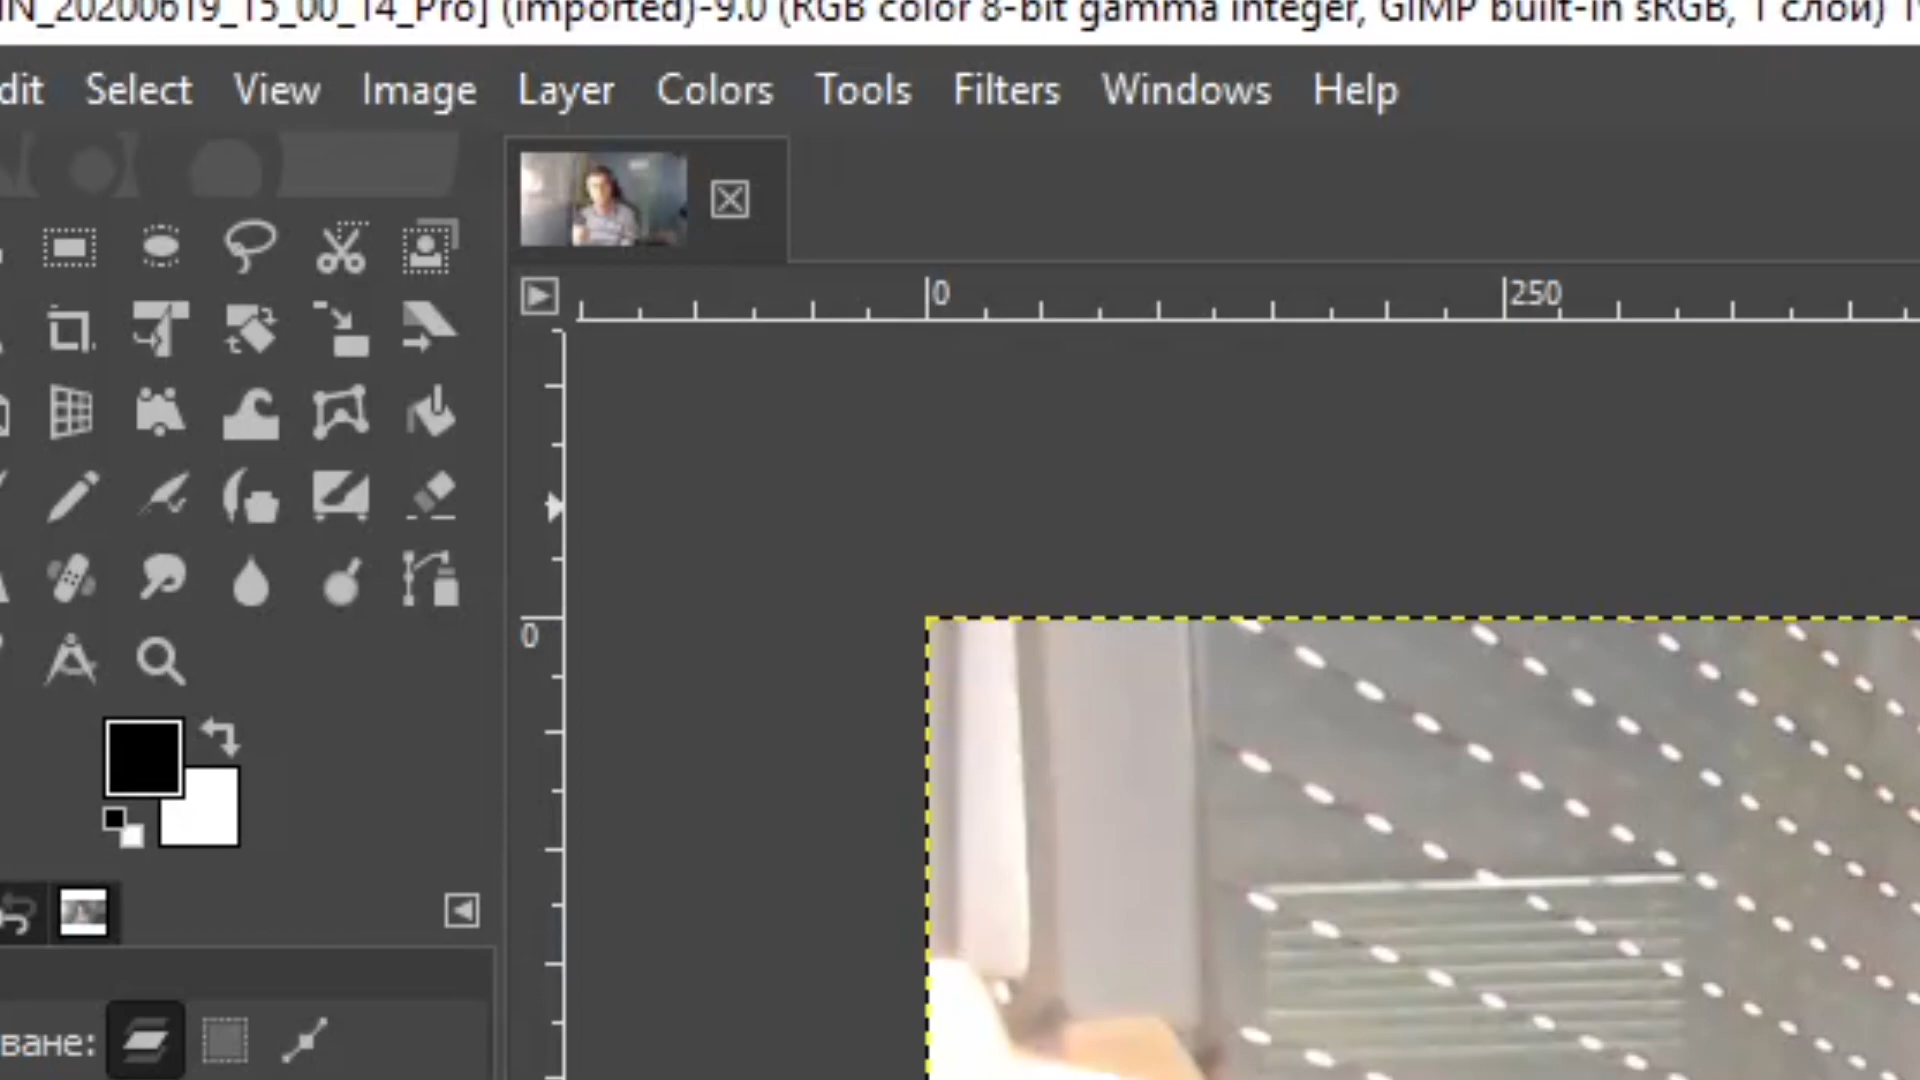 IN_20200619_15_00_14_Pro] (imported)-9.0 (RGB color 8-bit gamma integer, GIMP built-in sRGB, 1 слой)
dit Select View Image Layer Colors Tools Filters Windows Help
0 250
0
ване: